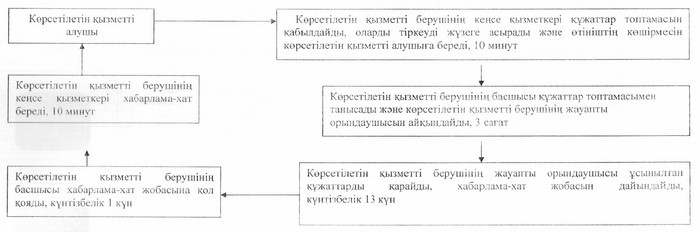 Көрсетілетін қызметті
алушы
Көрсетілетін қызметті берушінің кеңсе қызметкері құжаттар топтамасын
қабылдайды, оларды тіркеуді жүзеге асырады және өтініштің көшірмесін
көрсетілетін қызметті алушыға береді, 10 минут
Көрсетілетін қызметті берушінің басшысы құжаттар топтамасымен
танысады және көрсетілетін қызметті берушінің жауапты
орындаушысын айқындайды, 3 сағат
Көрсетілетін қызметті берушінің жауапты орындаушысы ұсынылған
құжаттарды қарайды, хабарлама-хат жобасын дайындайды,
күнтізбелік 13 күн
Көрсетілетін қызметті берушінің
басшысы хабарлама-хат жобасына қол
қояды, күнтізбелік 1 күн
Көрсетілетін қызметті берушінің
кеңсе қызметкері хабарлама-хат
береді, 10 минут